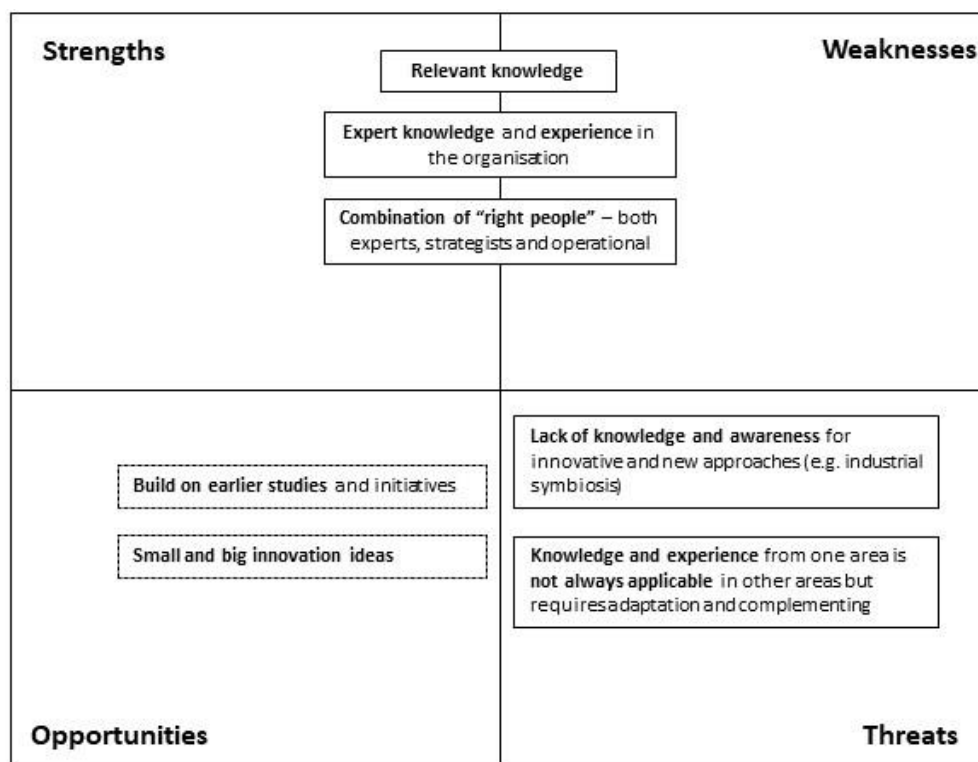 Strengths
Weaknesses
Relevant knowledge
Expert knowledge and experience in
the organisation
Combination of “right people” – both
experts, strategists and operational
Build on earlier studies and initiatives
Small and big innovation ideas
Lack of knowledge and awareness for
innovative and new approaches (e.g. industrial
symbiosis)
Knowledge and experience from one area is
not always applicable in other areas but
requires adaptation and complementing
Opportunities
Threats